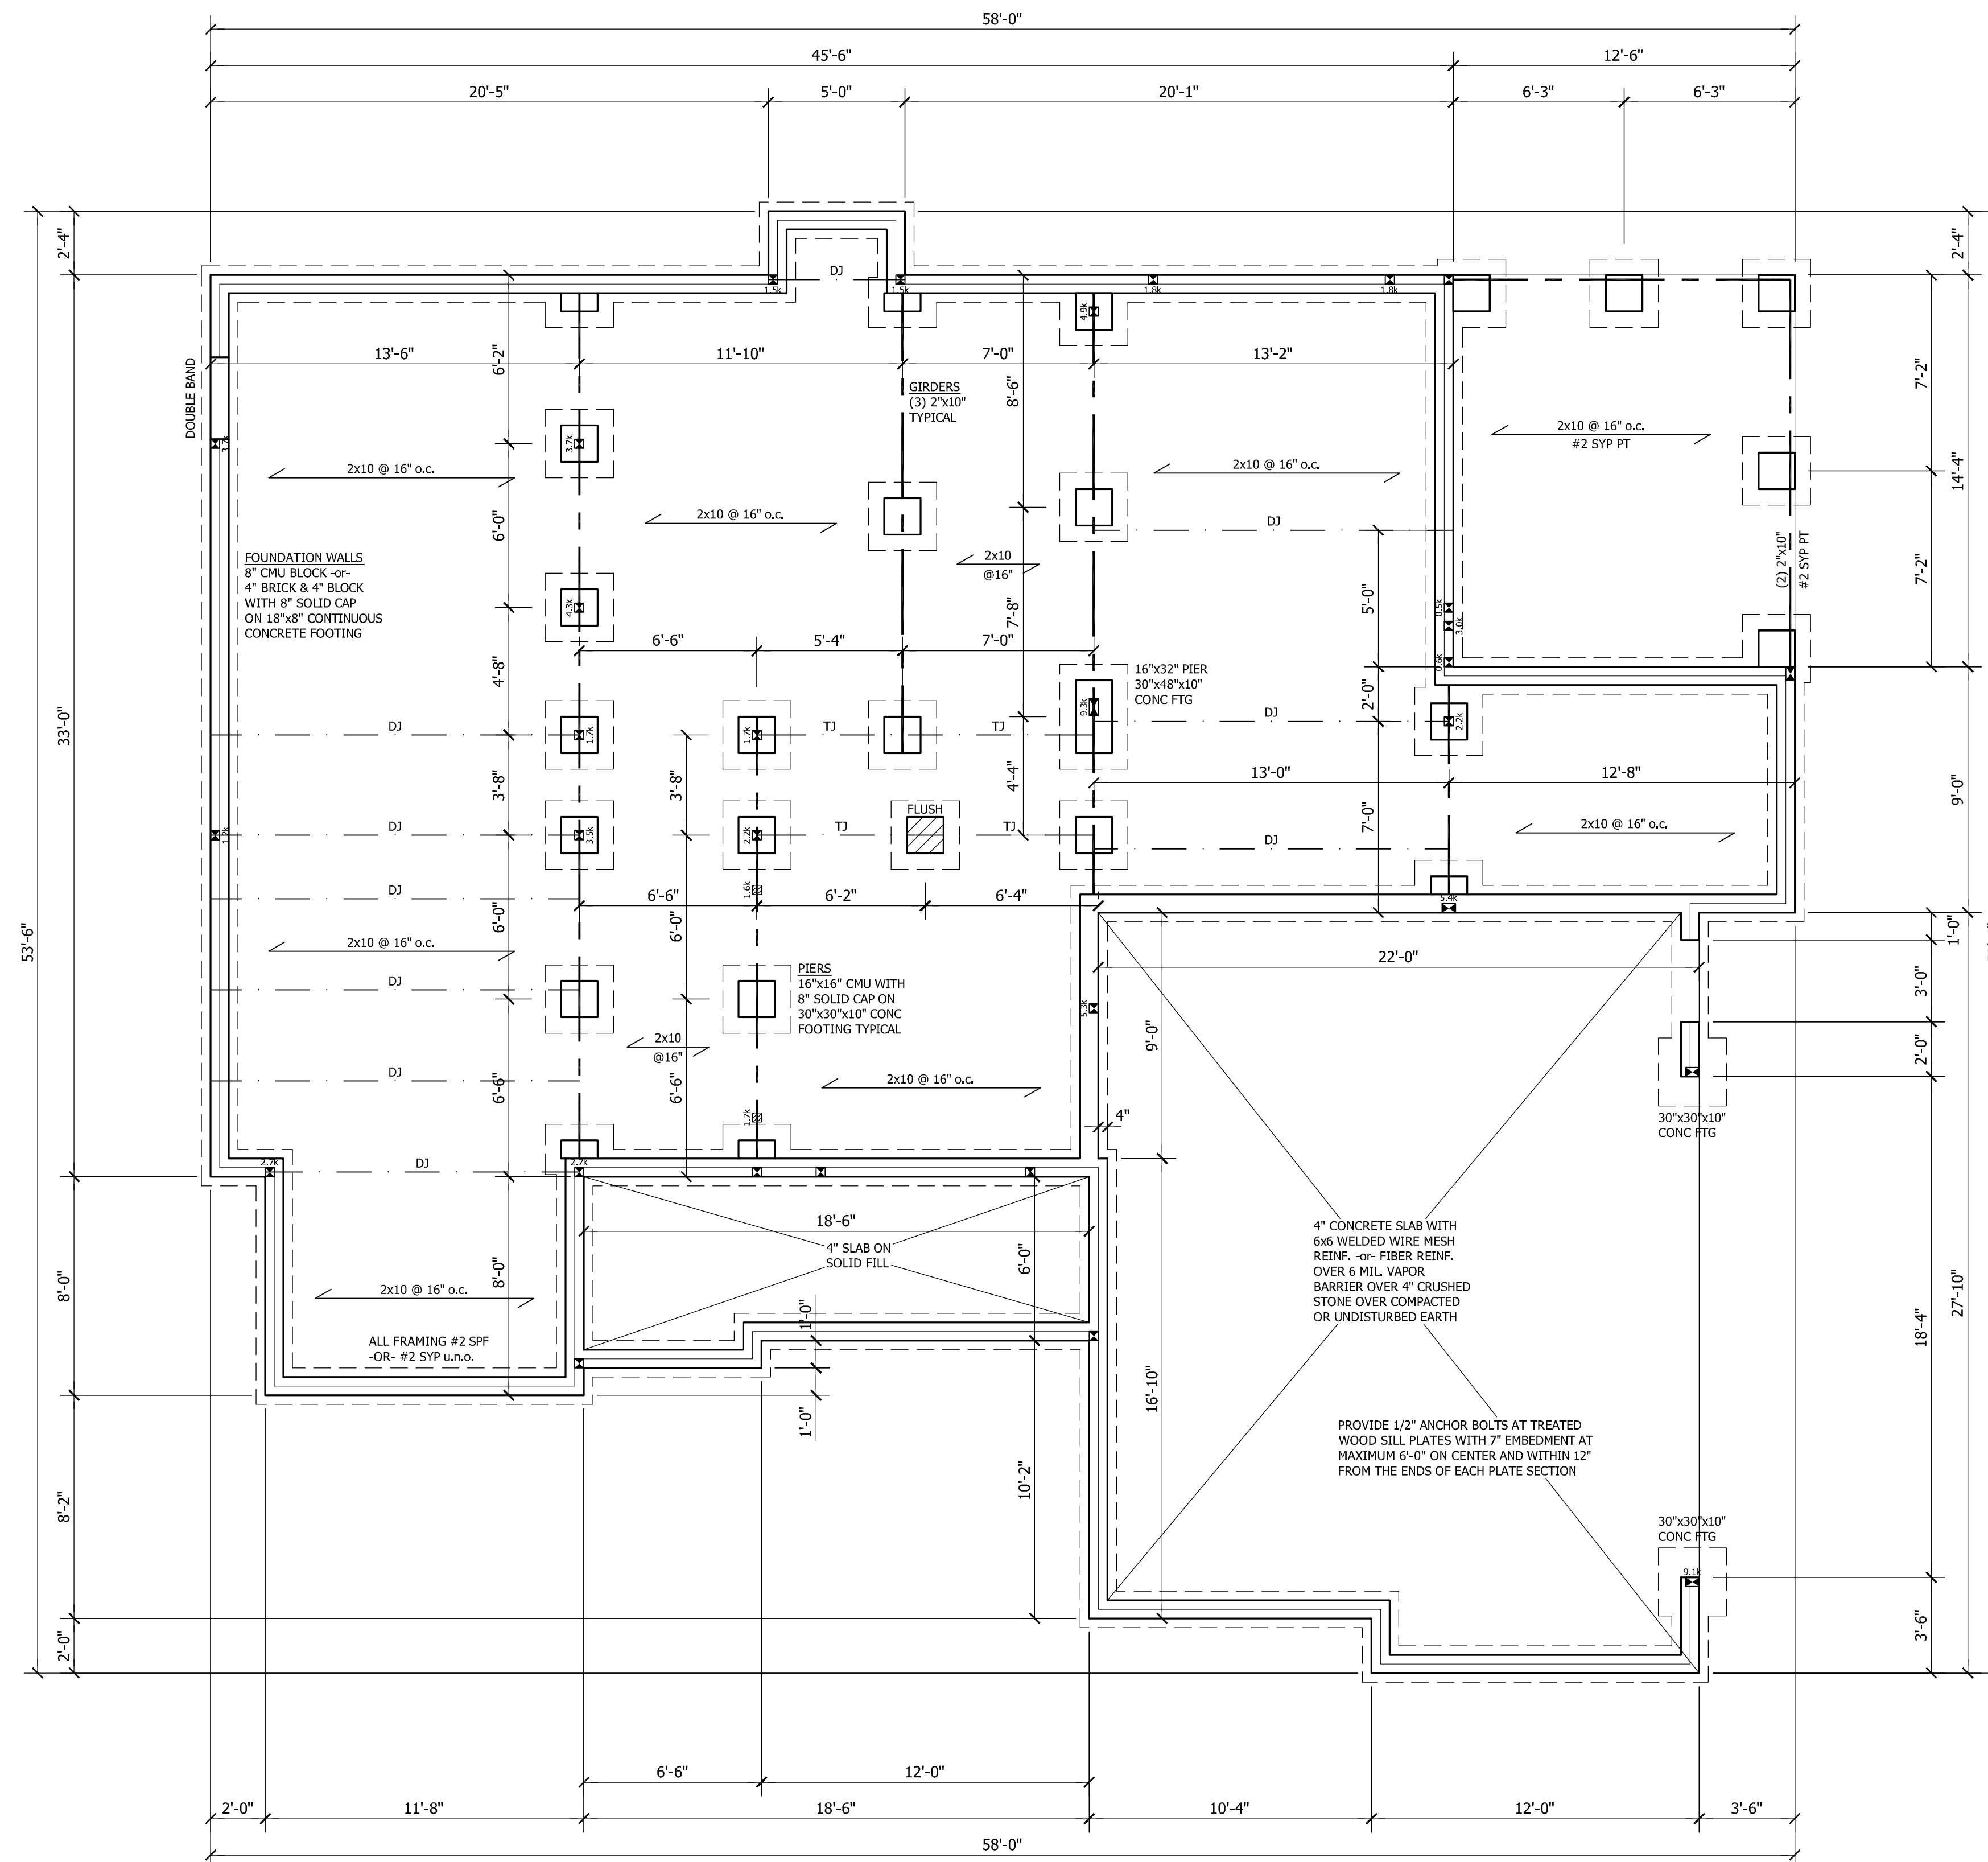 58'-0"
45'-6" 12'-6"
20'-5" 5'-0" 20'-1" 6'-3" 6'-3"
2'-4" 2'-4"
DJ
1.5k 1.5k 1.8k 1.8k
4.9k
13'-6" 11'-10" 7'-0" 13'-2"
6'-2" 8'-6" 7'-2"
DOUBLE BAND
GIRDERS
(3) 2"x10"
TYPICAL
3.7k 3.7k
2x10 @ 16" o.c.
#2 SYP PT
2x10 @ 16" o.c. 2x10 @ 16" o.c.
14'-4"
2x10 @ 16" o.c.
6'-0"
DJ
FOUNDATION WALLS
8" CMU BLOCK -or-
4" BRICK & 4" BLOCK
WITH 8" SOLID CAP
ON 18"x8" CONTINUOUS
CONCRETE FOOTING
2x10
@16"
(2) 2"x10"
#2 SYP PT
7'-2"
4.3k 7'-8" 5'-0" 0.5k
3.0k
0.6k
6'-6" 5'-4" 7'-0"
4'-8"
16"x32" PIER
30"x48"x10"
CONC FTG
2'-0"
9.3k
33'-0"
DJ 1.7k 1.7k TJ TJ DJ 2.2k
3'-8" 3'-8" 4'-4" 13'-0" 12'-8"
9'-0"
FLUSH
7'-0"
1.2k DJ 3.5k 2.2k TJ TJ DJ 2x10 @ 16" o.c.
DJ 1.6k
6'-6" 6'-2" 6'-4" 5.4k
6'-0" 6'-0"
1'-0"
53'-6"
2x10 @ 16" o.c.
22'-0"
PIERS
16"x16" CMU WITH
8" SOLID CAP ON
30"x30"x10" CONC
FOOTING TYPICAL
DJ
3'-0"
5.3k
9'-0"
2x10
@16"
2'-0"
DJ 6'-6" 6'-6" 2x10 @ 16" o.c.
1.7k 4"
30"x30"x10"
CONC FTG
2.7k DJ 2.7k
18'-6"
4" SLAB ON
SOLID FILL
6'-0"
8'-0" 8'-0"
2x10 @ 16" o.c.
1'-0"
4" CONCRETE SLAB WITH
6x6 WELDED WIRE MESH
REINF. -or- FIBER REINF.
OVER 6 MIL. VAPOR
BARRIER OVER 4" CRUSHED
STONE OVER COMPACTED
OR UNDISTURBED EARTH
18'-4"
27'-10"
ALL FRAMING #2 SPF
-OR- #2 SYP u.n.o.
16'-10"
1'-0"
PROVIDE 1/2" ANCHOR BOLTS AT TREATED
WOOD SILL PLATES WITH 7" EMBEDMENT AT
MAXIMUM 6'-0" ON CENTER AND WITHIN 12"
FROM THE ENDS OF EACH PLATE SECTION
10'-2"
8'-2"
30"x30"x10"
CONC FTG
9.1k
3'-6"
2'-0"
6'-6" 12'-0"
2'-0" 11'-8" 18'-6" 10'-4" 12'-0" 3'-6"
58'-0"